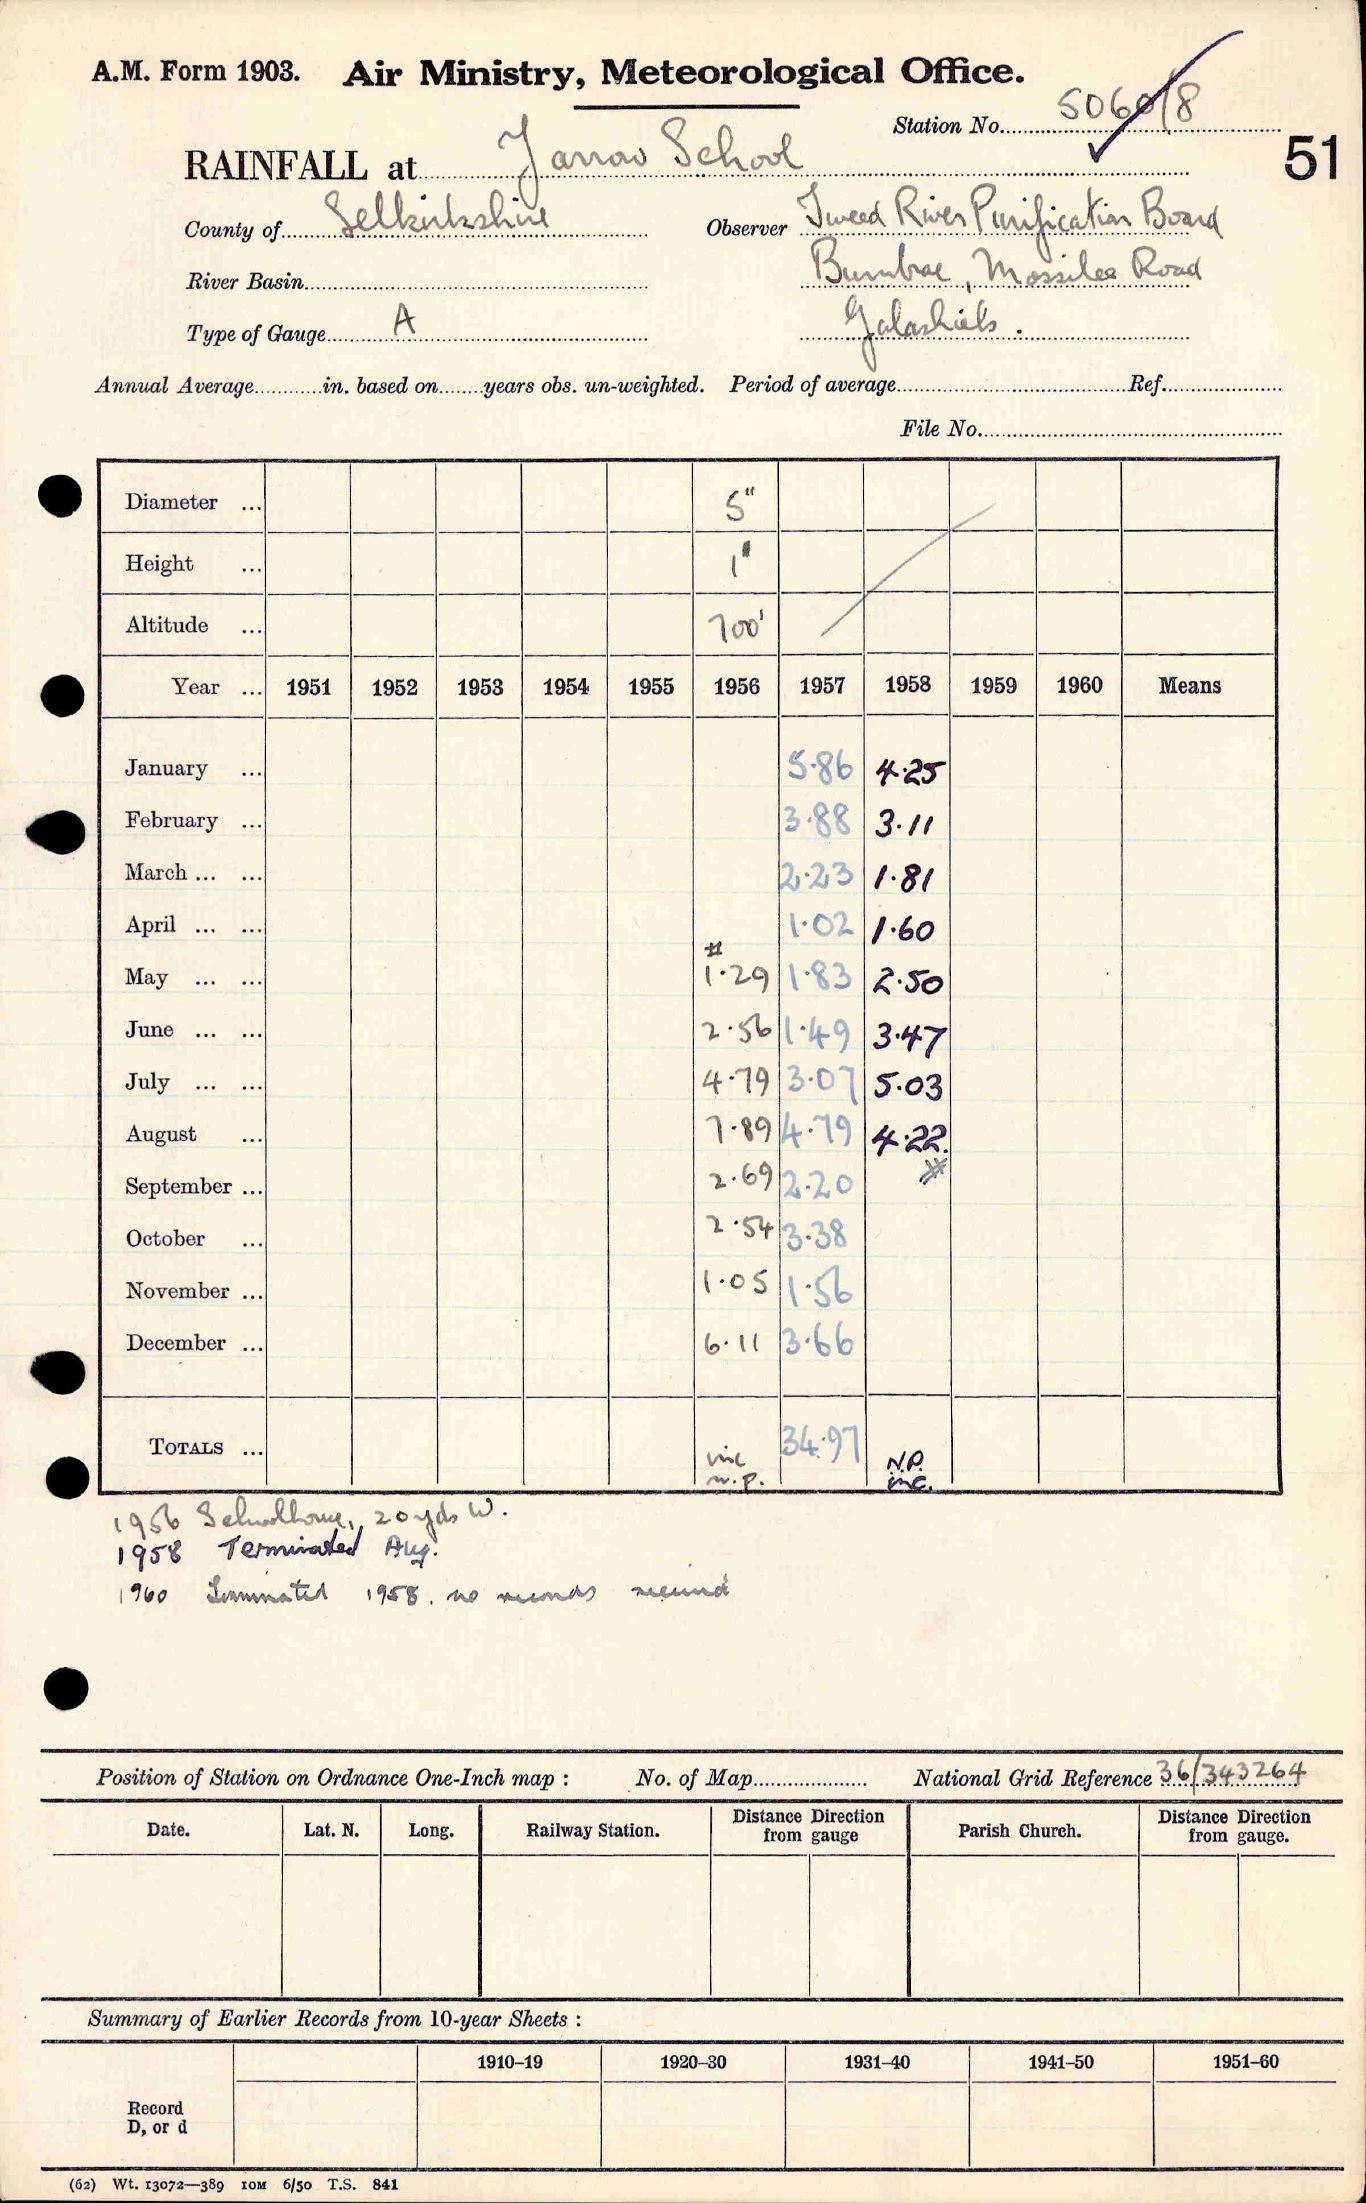 A.M. Form 1903. Air Ministry, Meteorological Office.
Station No. 5060/8
51
RAINFALL at Yarrow School
County of Selkirkshire
Observer Tweed River Purification Board
River Basin
Burnbrae, Mossilee Road
Type of Gauge A
Galashiels.
Annual Average in. based on years obs. un-weighted. Period of average Ref.
File No.
Diameter ... 5"
Height ... 1"
Altitude ... 700'
Year ... 1951 1952 1953 1954 1955 1956 1957 1958 1959 1960 Means
January ... 5.86 4.25
February ... 3.88 3.11
March ... ... 2.23 1.81
April ... ... 1.02 1.60
#
May ... ... 1.29 1.83 2.50
June ... ... 2.56 1.49 3.47
July ... ... 4.79 3.07 5.03
August ... 7.89 4.79 4.22
#
September ... 2.69 2.20
October ... 2.54 3.38
November ... 1.05 1.56
December ... 6.11 3.66
TOTALS ... inc n.p. 34.97 N.P. inc.
1956 Schoolhouse, 20 yds W.
1958 Terminated Aug.
1960 Terminated 1958. no records received
Position of Station on Ordnance One-Inch map : No. of Map National Grid Reference 36/343264
Date. Lat. N. Long. Railway Station. Distance Direction from gauge Parish Church. Distance Direction from gauge.
Summary of Earlier Records from 10-year Sheets :
1910–19 1920–30 1931–40 1941–50 1951–60
Record
D, or d
(62) Wt. 13072—389 10M 6/50 T.S. 841